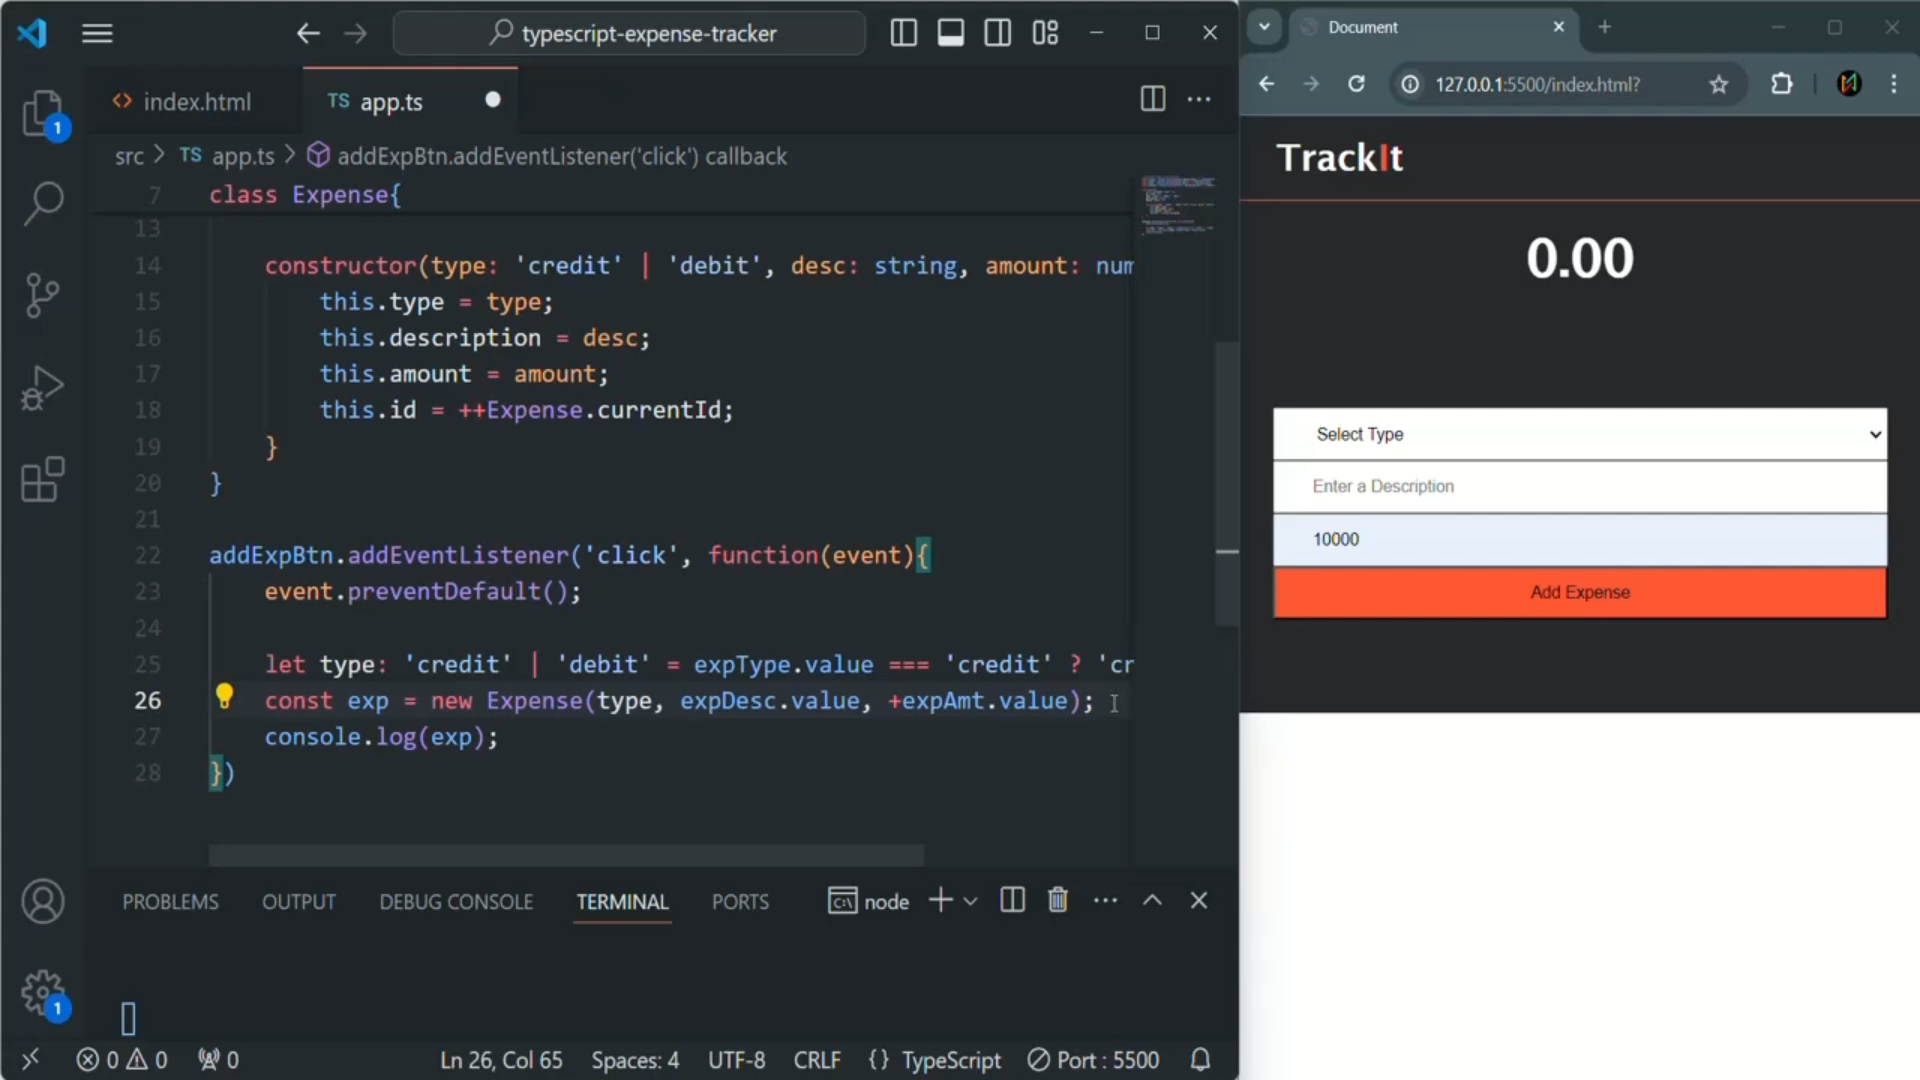 typescript-expense-tracker
index.html
TS app.ts
src > TS app.ts > addExpBtn.addEventListener('click') callback
7 class Expense{
13
14 constructor(type: 'credit' | 'debit', desc: string, amount: num
15 this.type = type;
16 this.description = desc;
17 this.amount = amount;
18 this.id = ++Expense.currentId;
19 }
20 }
21
22 addExpBtn.addEventListener('click', function(event){
23 event.preventDefault();
24
25 let type: 'credit' | 'debit' = expType.value === 'credit' ? 'cr
26 const exp = new Expense(type, expDesc.value, +expAmt.value);
27 console.log(exp);
28 })
1
PROBLEMS OUTPUT DEBUG CONSOLE TERMINAL PORTS node
1
0 0 0 Ln 26, Col 65 Spaces: 4 UTF-8 CRLF {} TypeScript Port : 5500
Document
127.0.0.1:5500/index.html?
TrackIt
0.00
Select Type
Enter a Description
10000
Add Expense